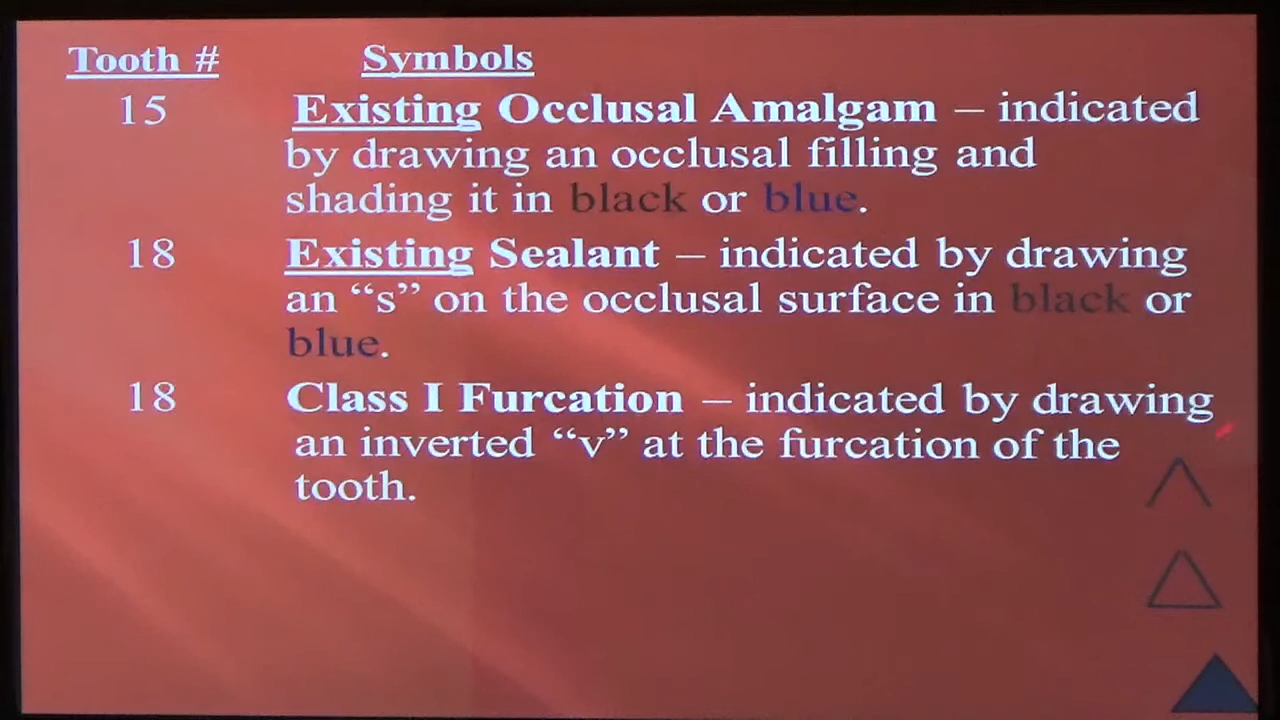 Tooth # Symbols
15 Existing Occlusal Amalgam – indicated
by drawing an occlusal filling and
shading it in black or blue.
18 Existing Sealant – indicated by drawing
an “s” on the occlusal surface in black or
blue.
18 Class I Furcation – indicated by drawing
an inverted “v” at the furcation of the
tooth.